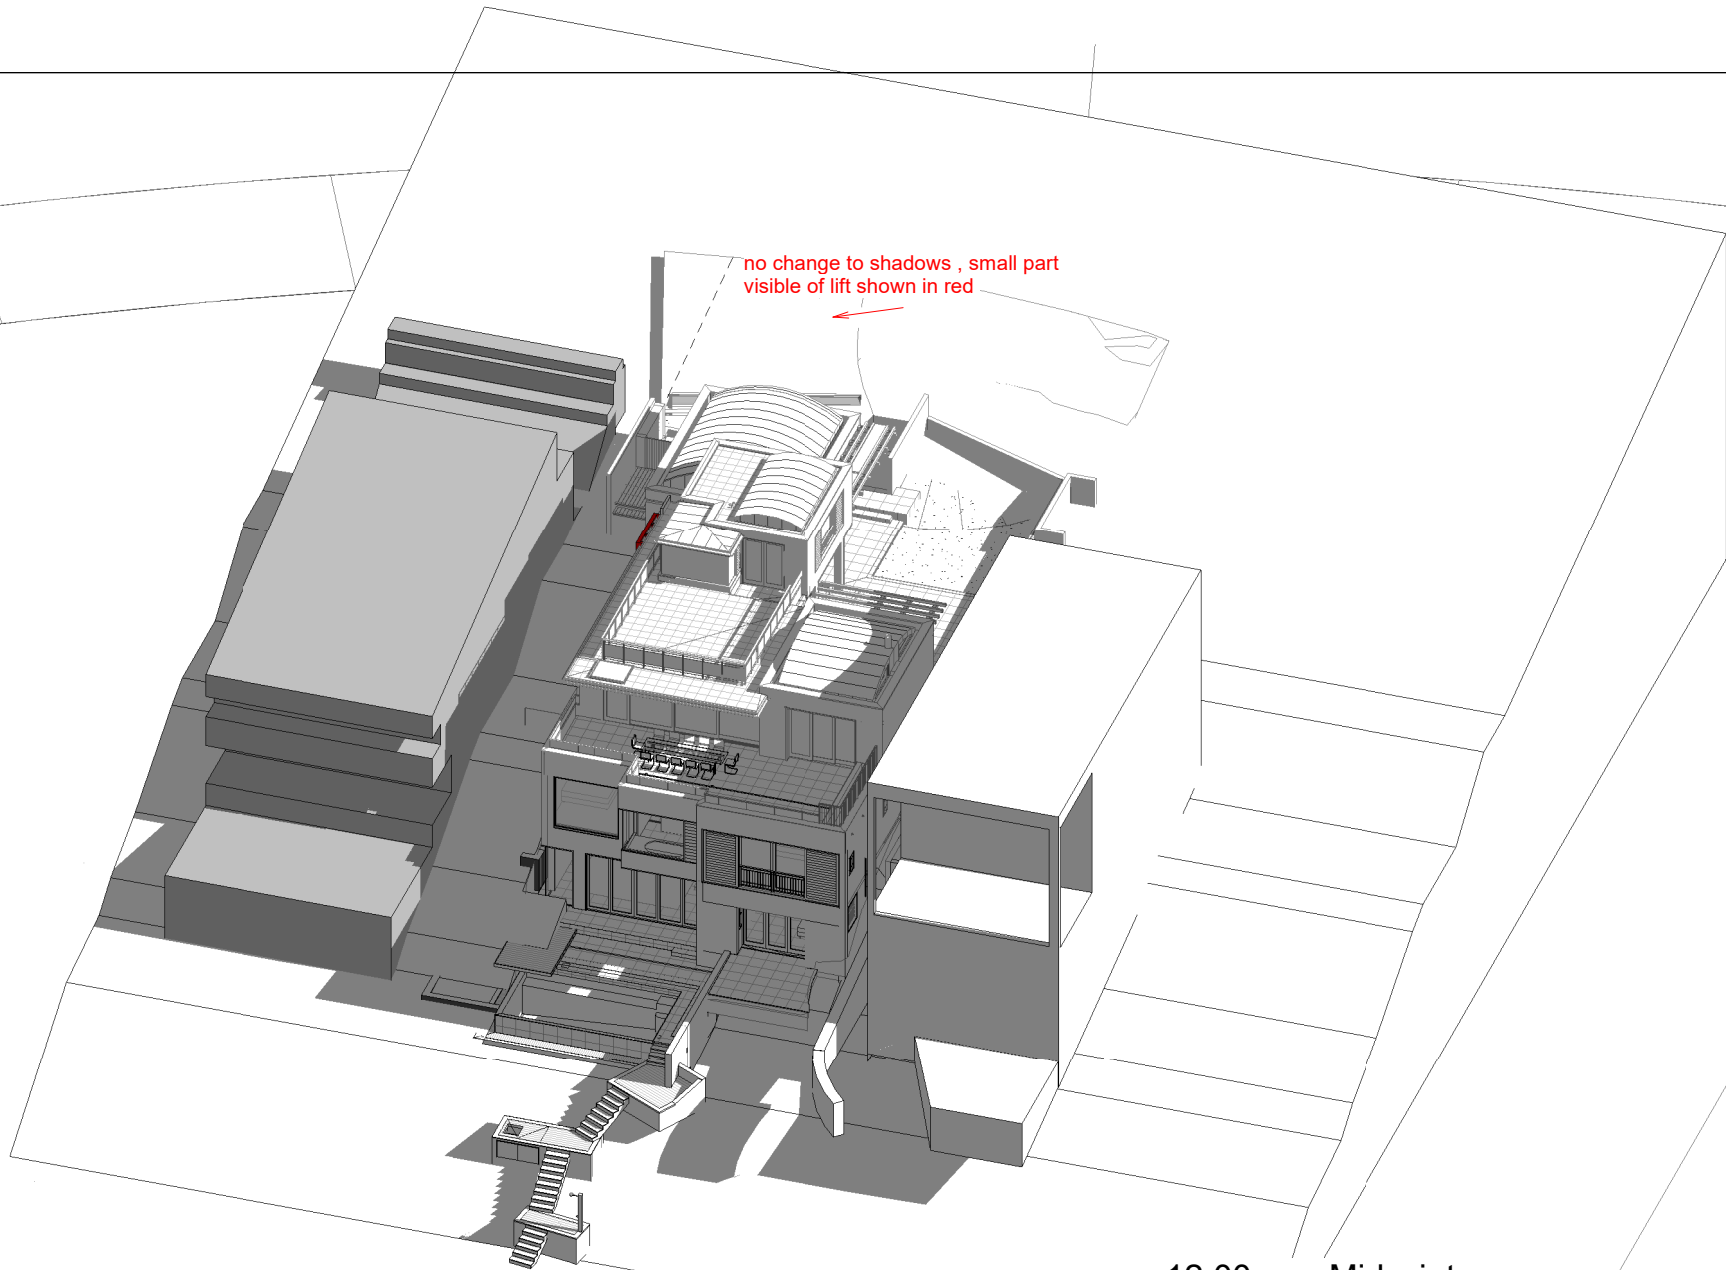 no change to shadows , small part
visible of lift shown in red